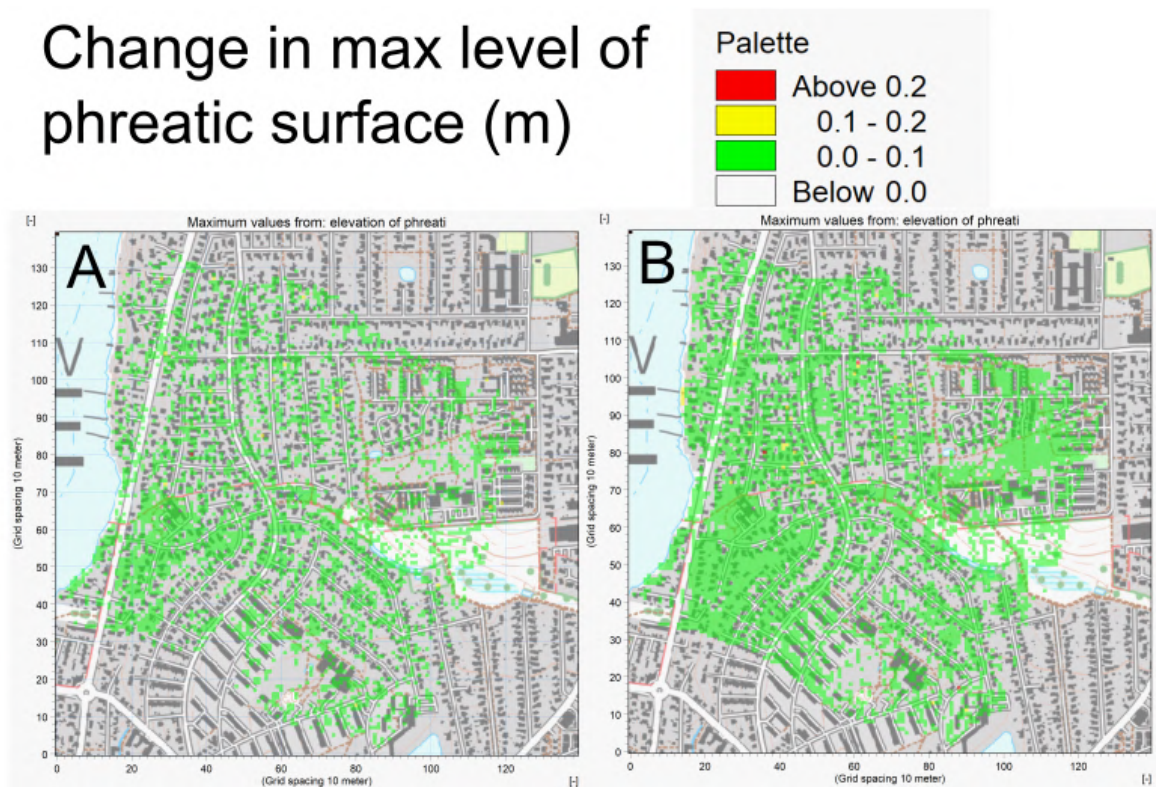 Change in max level of
phreatic surface (m)
Palette
Above 0.2
0.1 - 0.2
0.0 - 0.1
Below 0.0
[-]
Maximum values from: elevation of phreati
A
130
120
110
100
90
80
70
60
50
40
30
20
10
0
(Grid spacing 10 meter)
0 20 40 60 80 100 120
(Grid spacing 10 meter)
[-]
[-]
Maximum values from: elevation of phreati
B
130
120
110
100
90
80
70
60
50
40
30
20
10
0
(Grid spacing 10 meter)
0 20 40 60 80 100 120
(Grid spacing 10 meter)
[-]